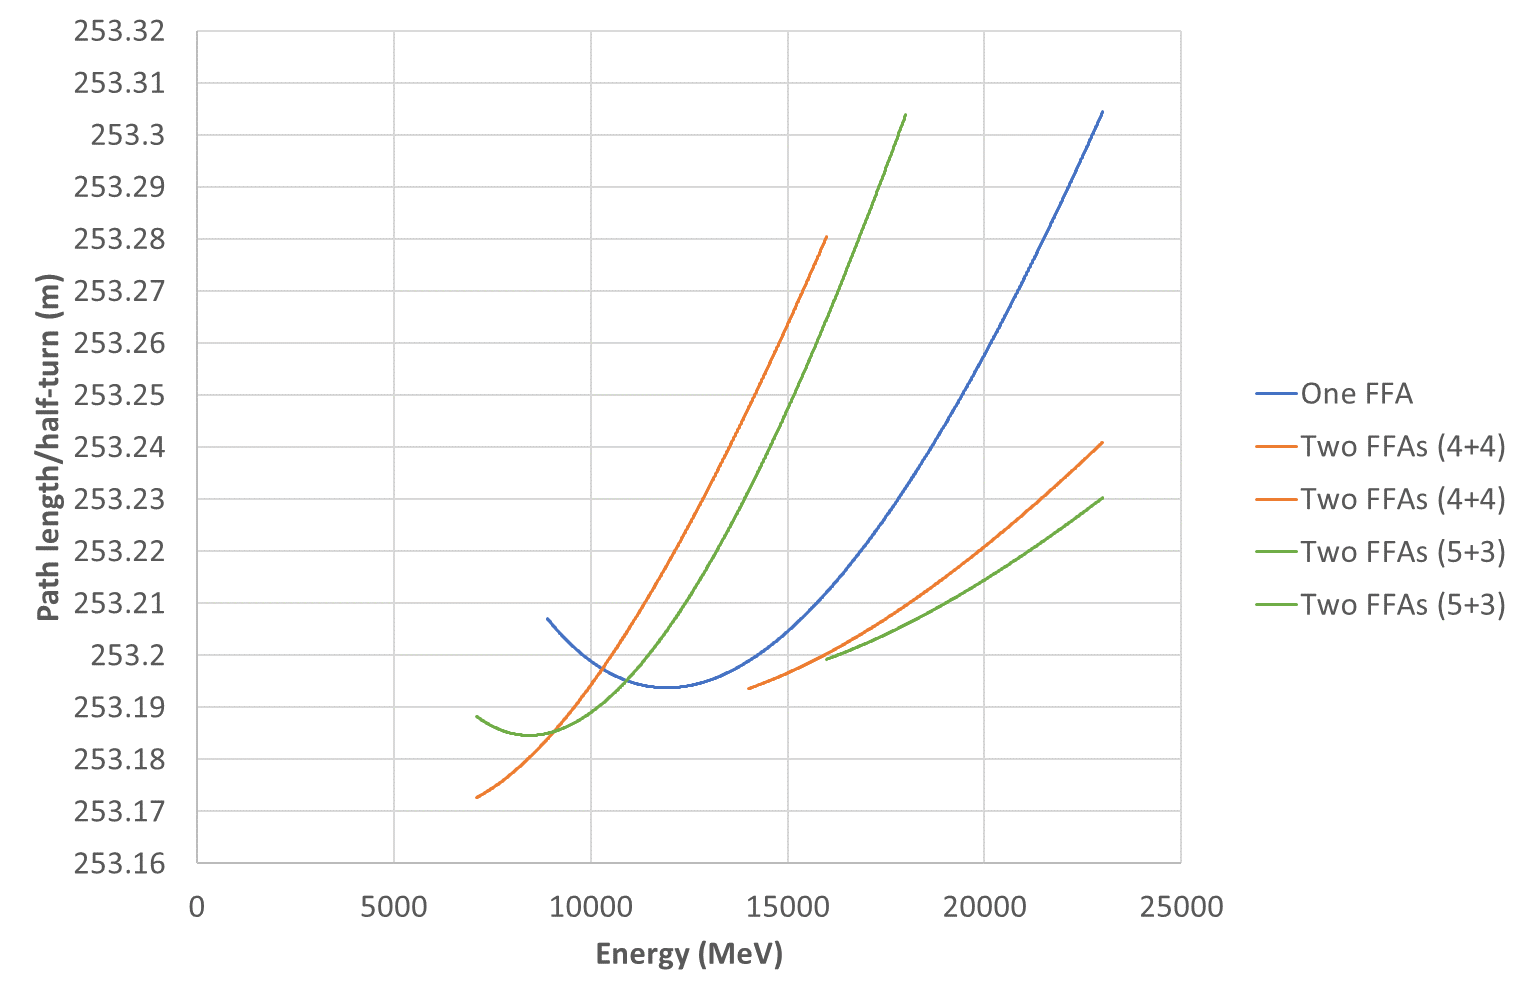 253.32
253.31
253.3
253.29
253.28
253.27
253.26
253.25
253.24
253.23
253.22
253.21
253.2
253.19
253.18
253.17
253.16
Path length/half-turn (m)
0 5000 10000 15000 20000 25000
Energy (MeV)
One FFA
Two FFAs (4+4)
Two FFAs (4+4)
Two FFAs (5+3)
Two FFAs (5+3)